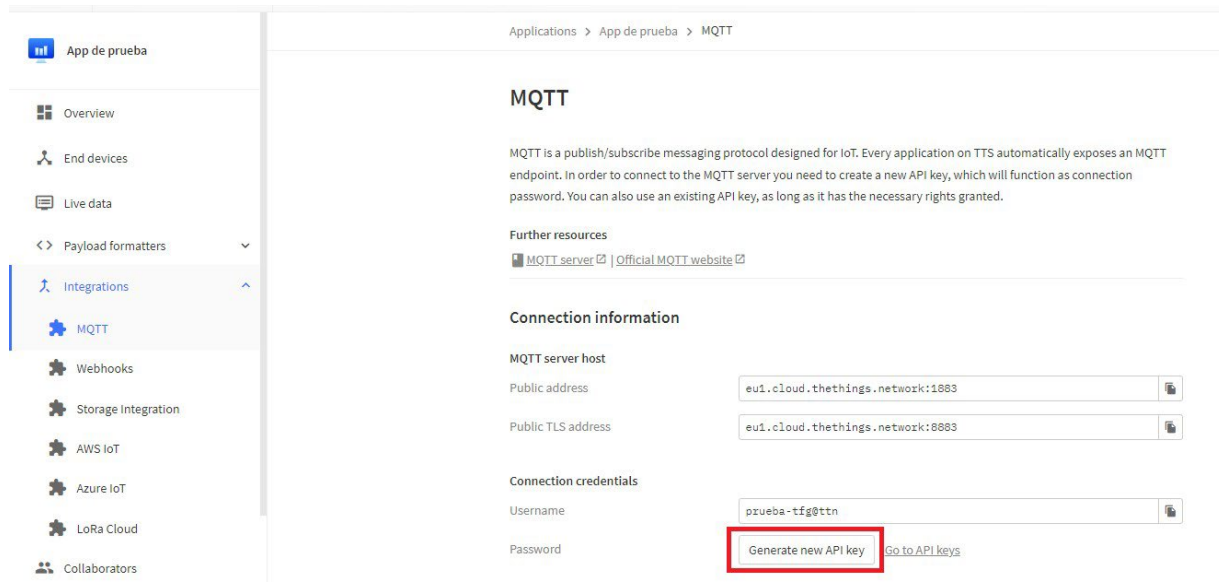 App de prueba
Overview
End devices
Live data
<> Payload formatters
Integrations
MQTT
Webhooks
Storage Integration
AWS IoT
Azure IoT
LoRa Cloud
Collaborators
Applications > App de prueba > MQTT
MQTT
MQTT is a publish/subscribe messaging protocol designed for IoT. Every application on TTS automatically exposes an MQTT
endpoint. In order to connect to the MQTT server you need to create a new API key, which will function as connection
password. You can also use an existing API key, as long as it has the necessary rights granted.
Further resources
MQTT server | Official MQTT website
Connection information
MQTT server host
Public address eu1.cloud.thethings.network:1883
Public TLS address eu1.cloud.thethings.network:8883
Connection credentials
Username prueba-tfg@ttn
Password Generate new API key Go to API keys